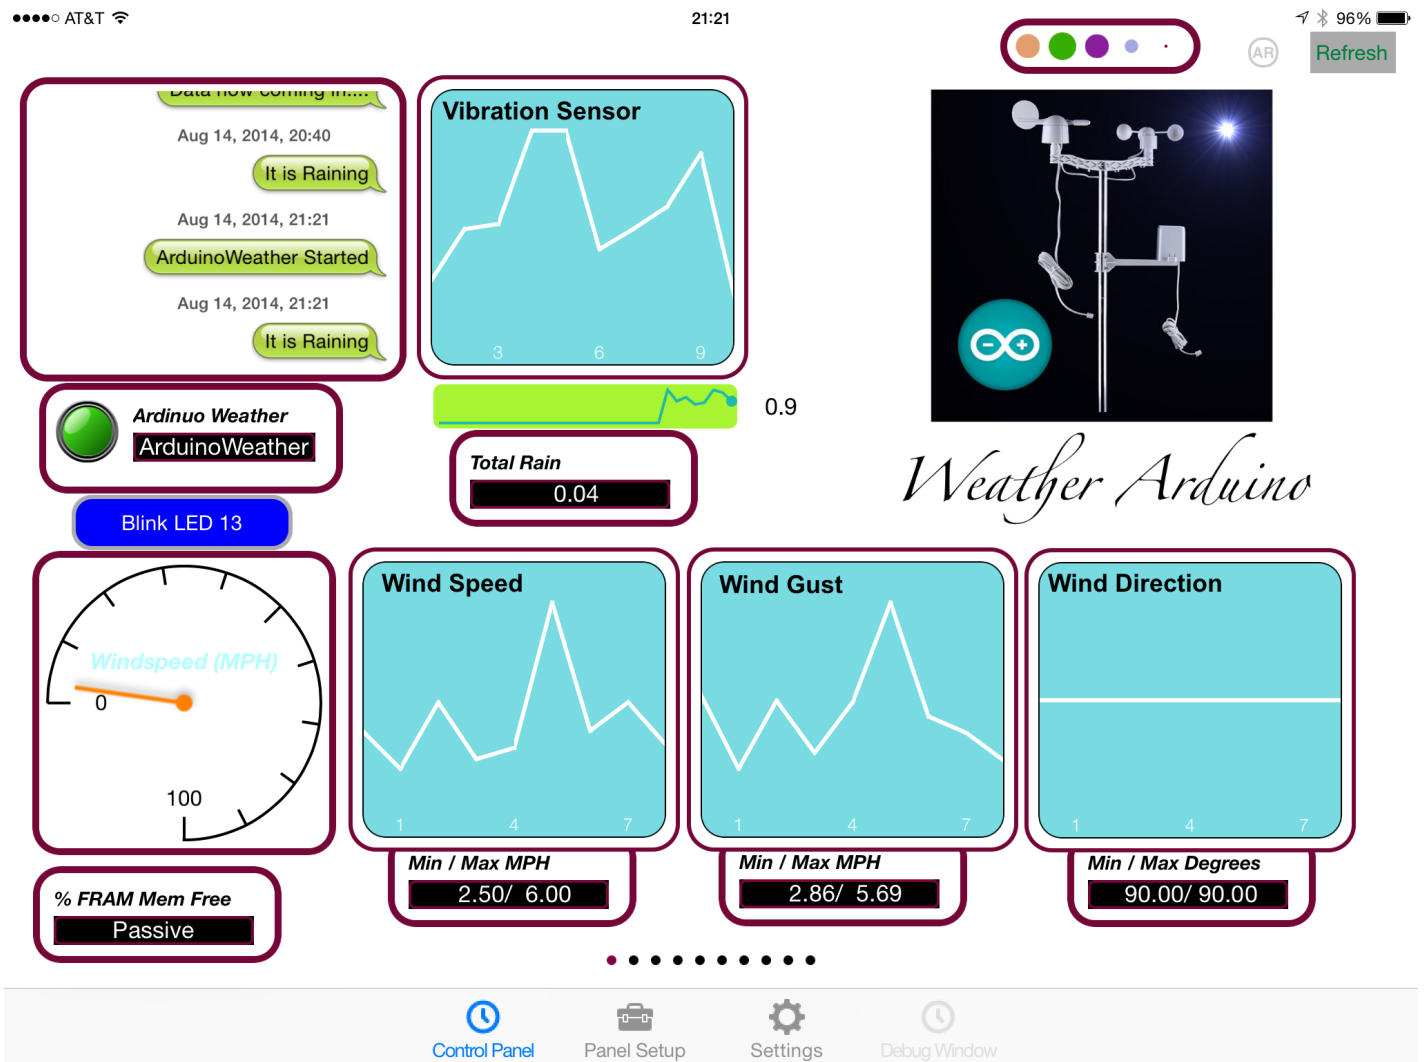 AT&T
21:21
96%
AR
Refresh
Data now coming in....
Aug 14, 2014, 20:40
It is Raining
Aug 14, 2014, 21:21
ArduinoWeather Started
Aug 14, 2014, 21:21
It is Raining
Vibration Sensor
3 6 9
0.9
Ardinuo Weather
ArduinoWeather
Total Rain
0.04
Weather Arduino
Blink LED 13
Windspeed (MPH)
0
100
Wind Speed
1 4 7
Min / Max MPH
2.50/ 6.00
Wind Gust
1 4 7
Min / Max MPH
2.86/ 5.69
Wind Direction
1 4 7
Min / Max Degrees
90.00/ 90.00
% FRAM Mem Free
Passive
Control Panel
Panel Setup
Settings
Debug Window